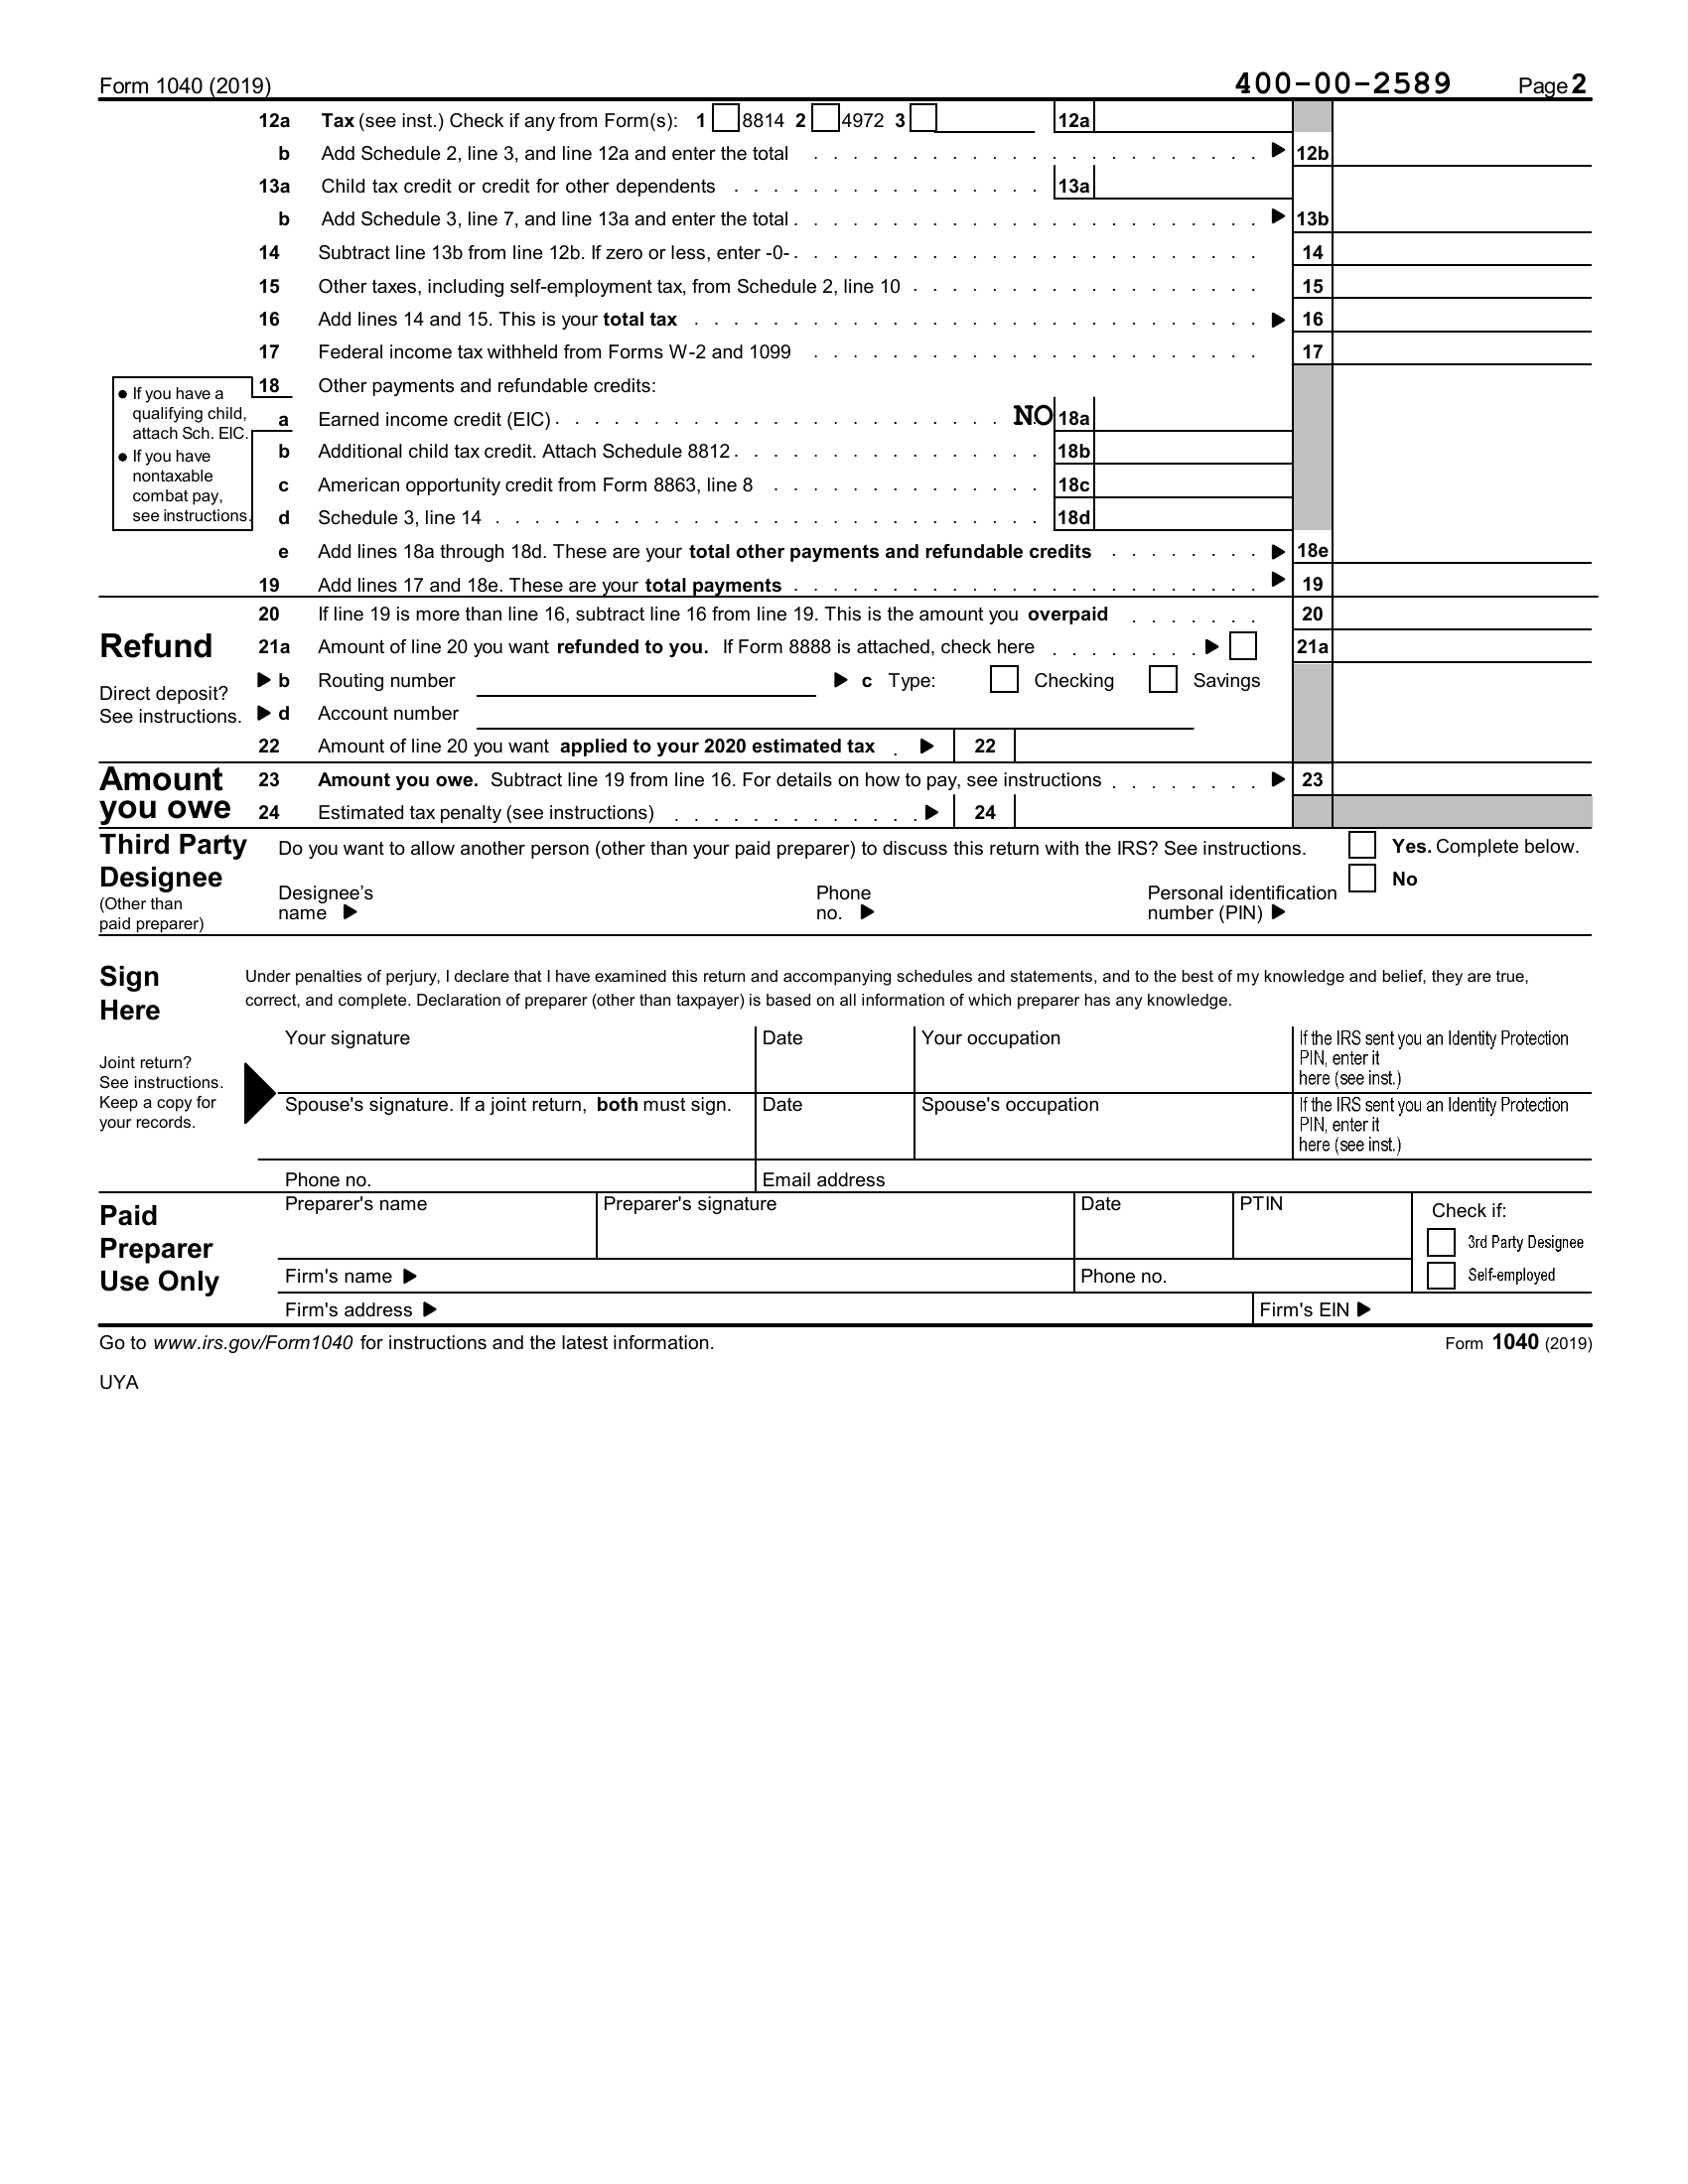 Form 1040 (2019) 400-00-2589 Page 2
12a Tax (see inst.) Check if any from Form(s): 1 8814 2 4972 3 12a
b Add Schedule 2, line 3, and line 12a and enter the total 12b
13a Child tax credit or credit for other dependents 13a
b Add Schedule 3, line 7, and line 13a and enter the total 13b
14 Subtract line 13b from line 12b. If zero or less, enter -0- 14
15 Other taxes, including self-employment tax, from Schedule 2, line 10 15
16 Add lines 14 and 15. This is your total tax 16
17 Federal income tax withheld from Forms W-2 and 1099 17
18 Other payments and refundable credits:
● If you have a
qualifying child,
attach Sch. EIC.
● If you have
nontaxable
combat pay,
see instructions.
a Earned income credit (EIC) NO 18a
b Additional child tax credit. Attach Schedule 8812 18b
c American opportunity credit from Form 8863, line 8 18c
d Schedule 3, line 14 18d
e Add lines 18a through 18d. These are your total other payments and refundable credits 18e
19 Add lines 17 and 18e. These are your total payments 19
Refund
Direct deposit?
See instructions.
20 If line 19 is more than line 16, subtract line 16 from line 19. This is the amount you overpaid 20
21a Amount of line 20 you want refunded to you. If Form 8888 is attached, check here 21a
b Routing number c Type: Checking Savings
d Account number
22 Amount of line 20 you want applied to your 2020 estimated tax 22
Amount
you owe
23 Amount you owe. Subtract line 19 from line 16. For details on how to pay, see instructions 23
24 Estimated tax penalty (see instructions) 24
Third Party
Designee
(Other than
paid preparer)
Do you want to allow another person (other than your paid preparer) to discuss this return with the IRS? See instructions. Yes. Complete below.
No
Designee's
name
Phone
no.
Personal identification
number (PIN)
Sign
Here
Joint return?
See instructions.
Keep a copy for
your records.
Under penalties of perjury, I declare that I have examined this return and accompanying schedules and statements, and to the best of my knowledge and belief, they are true,
correct, and complete. Declaration of preparer (other than taxpayer) is based on all information of which preparer has any knowledge.
Your signature Date Your occupation
If the IRS sent you an Identity Protection
PIN, enter it
here (see inst.)
Spouse's signature. If a joint return, both must sign. Date Spouse's occupation
If the IRS sent you an Identity Protection
PIN, enter it
here (see inst.)
Phone no. Email address
Paid
Preparer
Use Only
Preparer's name Preparer's signature Date PTIN
Check if:
3rd Party Designee
Self-employed
Firm's name Phone no.
Firm's address Firm's EIN
Go to www.irs.gov/Form1040 for instructions and the latest information. Form 1040 (2019)
UYA